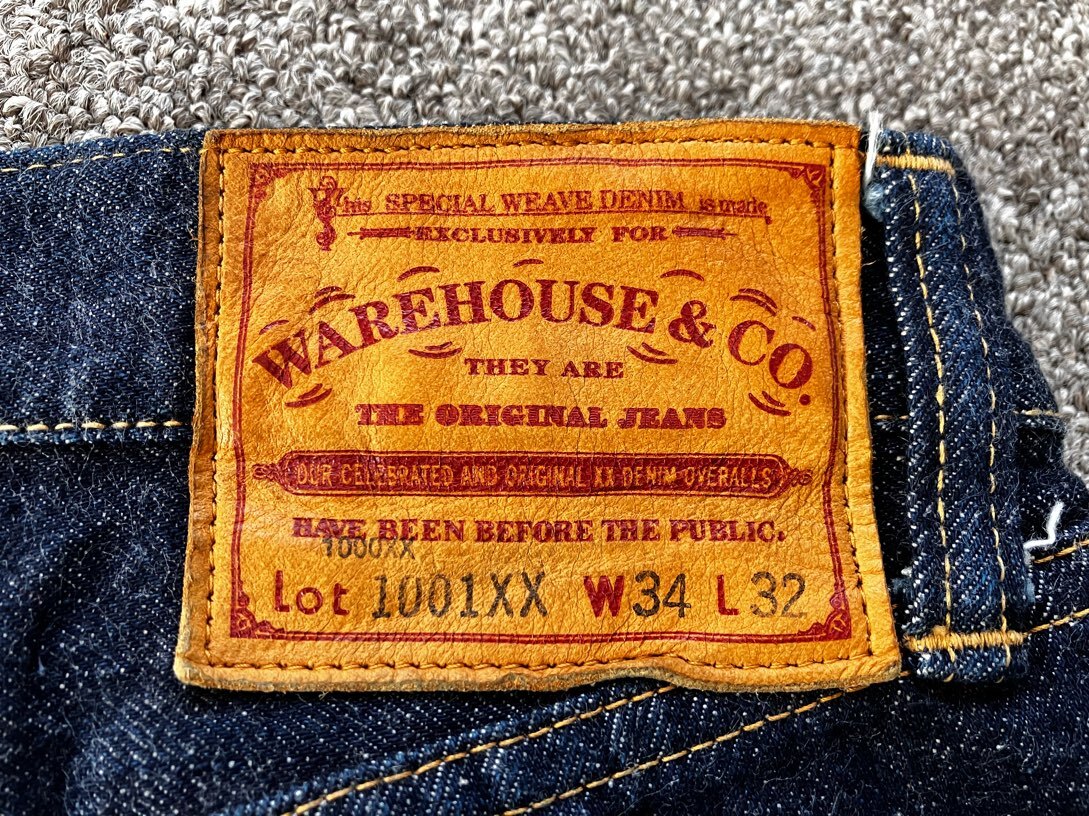 This SPECIAL WEAVE DENIM is made
EXCLUSIVELY FOR
WAREHOUSE & CO.
THEY ARE
THE ORIGINAL JEANS
OUR CELEBRATED AND ORIGINAL XX DENIM OVERALLS
HAVE BEEN BEFORE THE PUBLIC.
1000XX
Lot 1001XX W34 L32